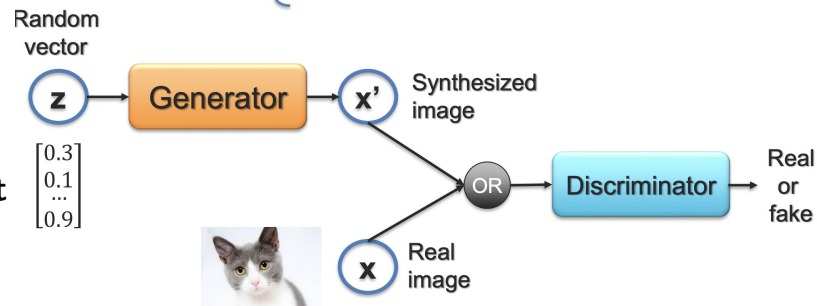 Random
vector
z
Generator
x’
Synthesized
image
[0.3
0.1
...
0.9]
t
OR
Discriminator
Real
or
fake
x
Real
image